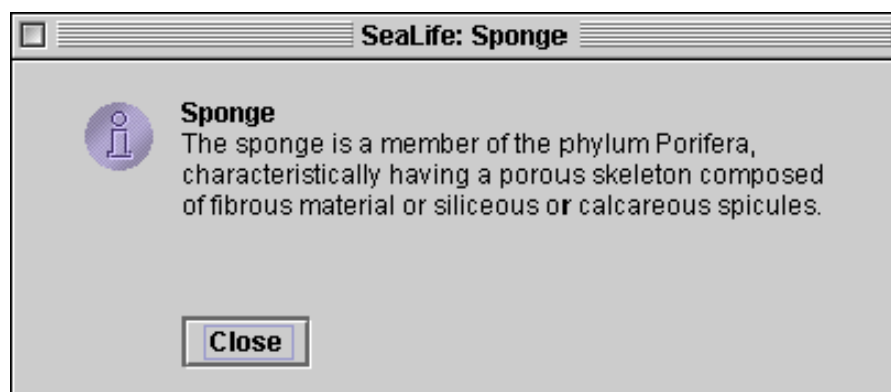 SeaLife: Sponge
Sponge
The sponge is a member of the phylum Porifera,
characteristically having a porous skeleton composed
of fibrous material or siliceous or calcareous spicules.
Close